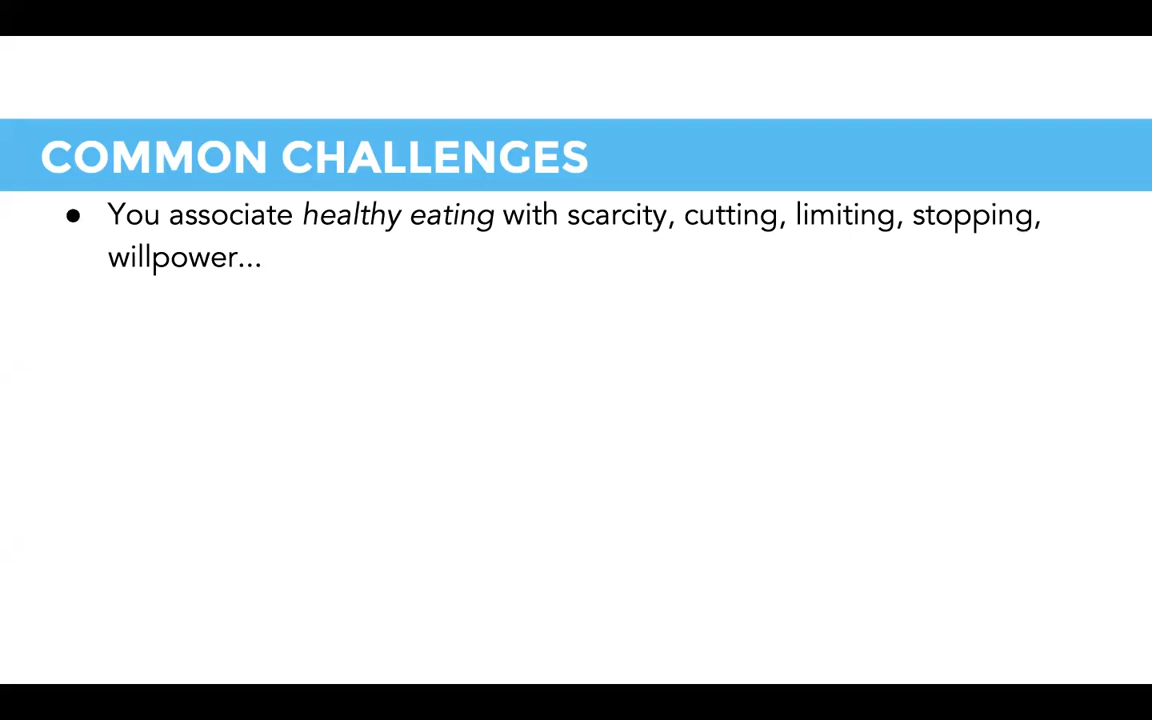 COMMON CHALLENGES
● You associate healthy eating with scarcity, cutting, limiting, stopping,
willpower...